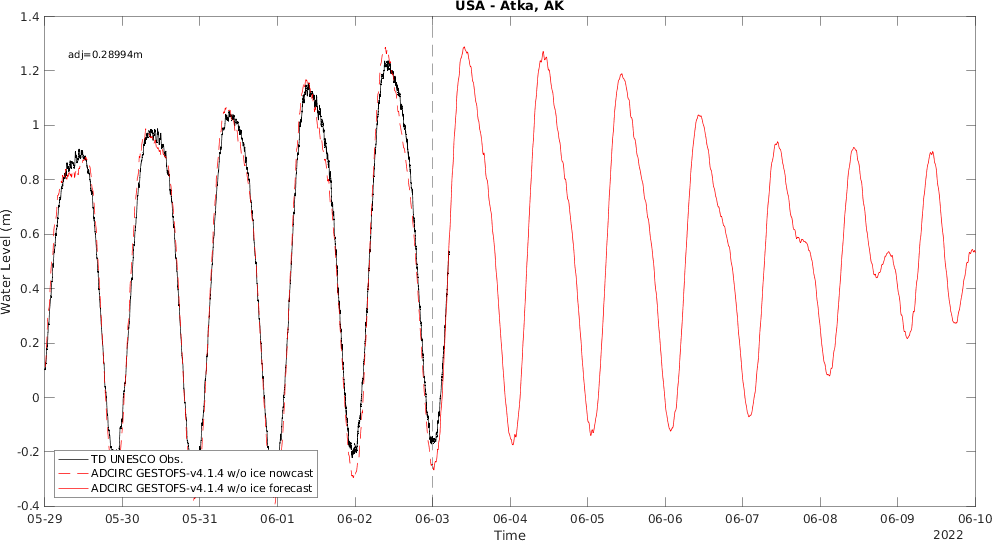 USA - Atka, AK
adj=0.28994m
1.4
1.2
1
0.8
0.6
0.4
0.2
0
-0.2
-0.4
Water Level (m)
TD UNESCO Obs.
ADCIRC GESTOFS-v4.1.4 w/o ice nowcast
ADCIRC GESTOFS-v4.1.4 w/o ice forecast
05-29 05-30 05-31 06-01 06-02 06-03 06-04 06-05 06-06 06-07 06-08 06-09 06-10
Time
2022